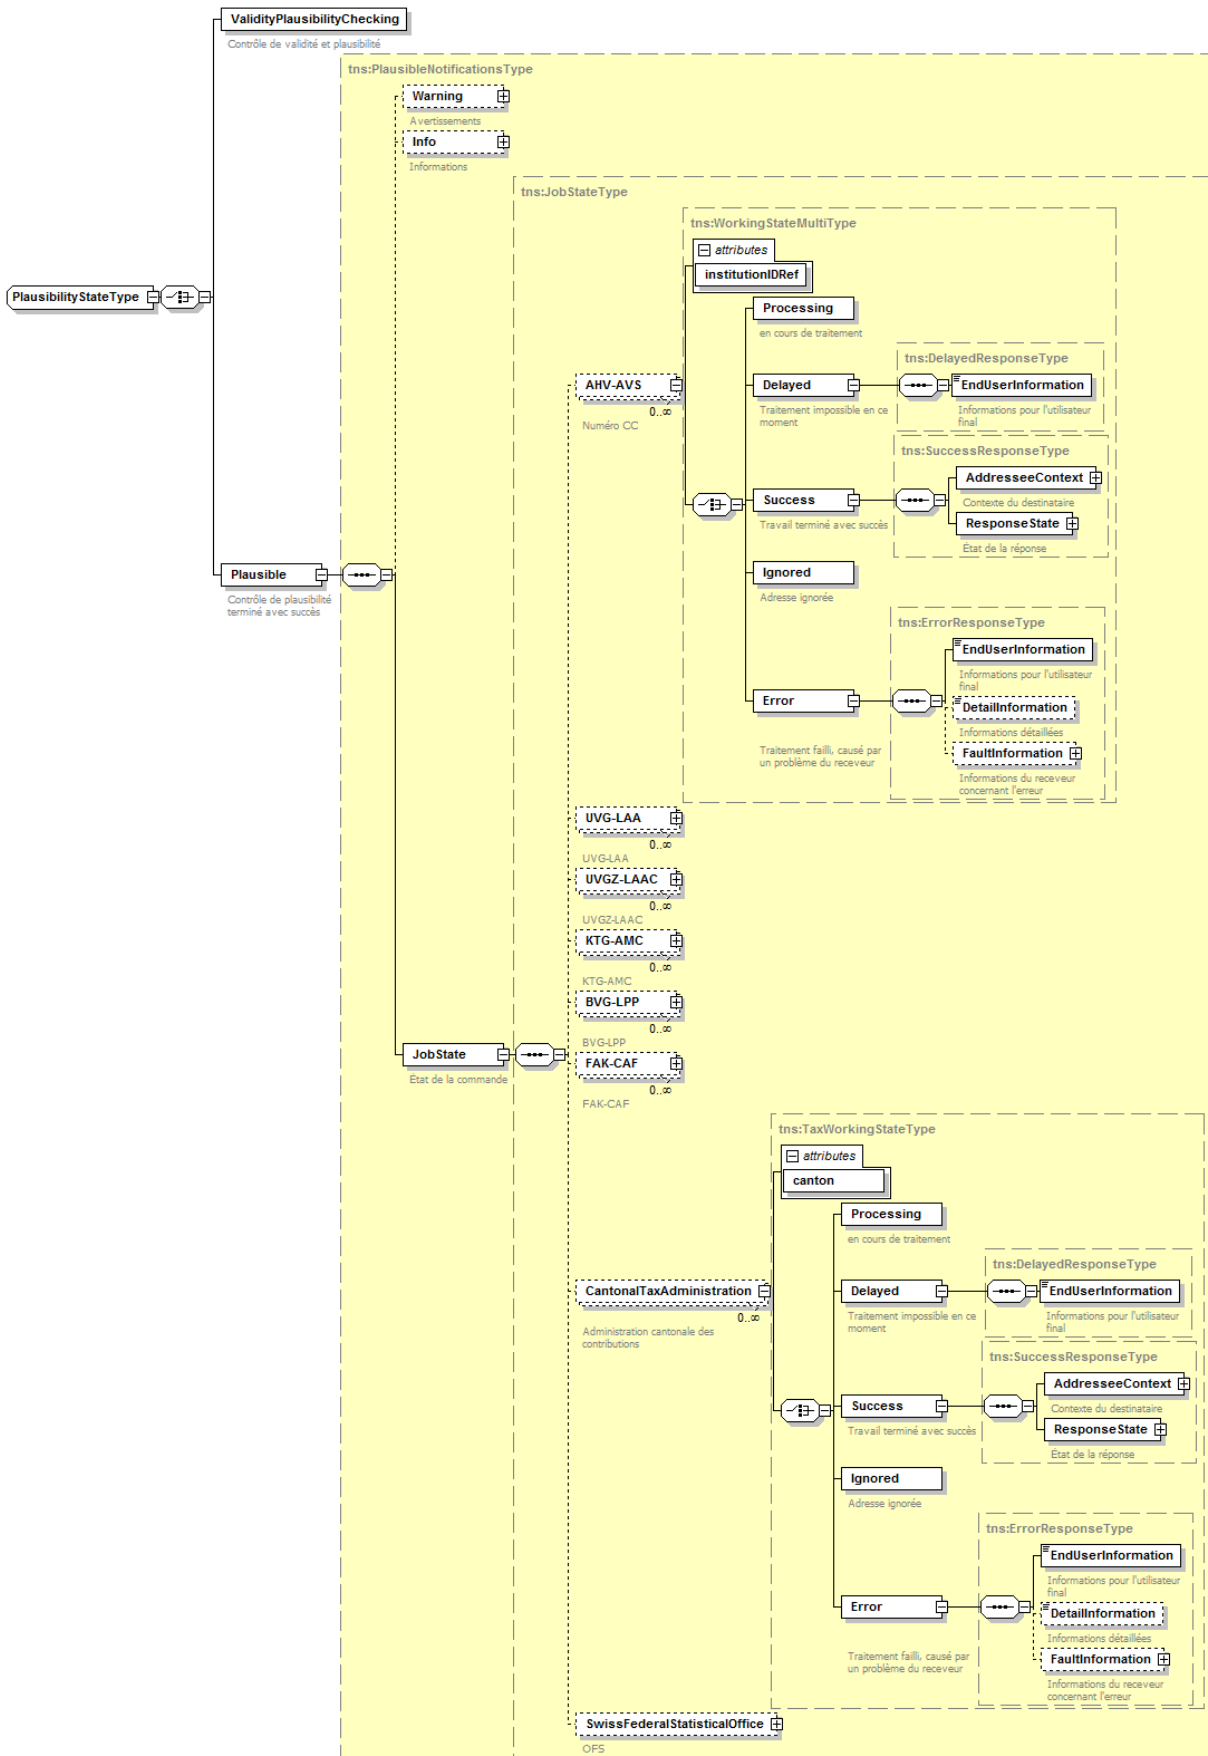 ValidityPlausibilityChecking
Contrôle de validité et plausibilité
tns:PlausibleNotificationsType
Warning
Avertissements
Info
Informations
tns:JobStateType
tns:WorkingStateMultiType
attributes
institutionIDRef
PlausibilityStateType
Processing
en cours de traitement
tns:DelayedResponseType
AHV-AVS
0..∞
Numéro CC
Delayed
Traitement impossible en ce
moment
EndUserInformation
Informations pour l'utilisateur
final
tns:SuccessResponseType
AddresseeContext
Contexte du destinataire
Success
Travail terminé avec succès
ResponseState
État de la réponse
Plausible
Contrôle de plausibilité
terminé avec succès
Ignored
Adresse ignorée
tns:ErrorResponseType
EndUserInformation
Informations pour l'utilisateur
final
Error
Traitement failli, causé par
un problème du receveur
DetailInformation
Informations détaillées
FaultInformation
Informations du receveur
concernant l'erreur
UVG-LAA
0..∞
UVG-LAA
UVGZ-LAAC
0..∞
UVGZ-LAAC
KTG-AMC
0..∞
KTG-AMC
BVG-LPP
0..∞
BVG-LPP
JobState
État de la commande
FAK-CAF
0..∞
FAK-CAF
tns:TaxWorkingStateType
attributes
canton
Processing
en cours de traitement
tns:DelayedResponseType
CantonalTaxAdministration
0..∞
Administration cantonale des
contributions
Delayed
Traitement impossible en ce
moment
EndUserInformation
Informations pour l'utilisateur
final
tns:SuccessResponseType
AddresseeContext
Contexte du destinataire
Success
Travail terminé avec succès
ResponseState
État de la réponse
Ignored
Adresse ignorée
tns:ErrorResponseType
EndUserInformation
Informations pour l'utilisateur
final
Error
Traitement failli, causé par
un problème du receveur
DetailInformation
Informations détaillées
FaultInformation
Informations du receveur
concernant l'erreur
SwissFederalStatisticalOffice
OFS